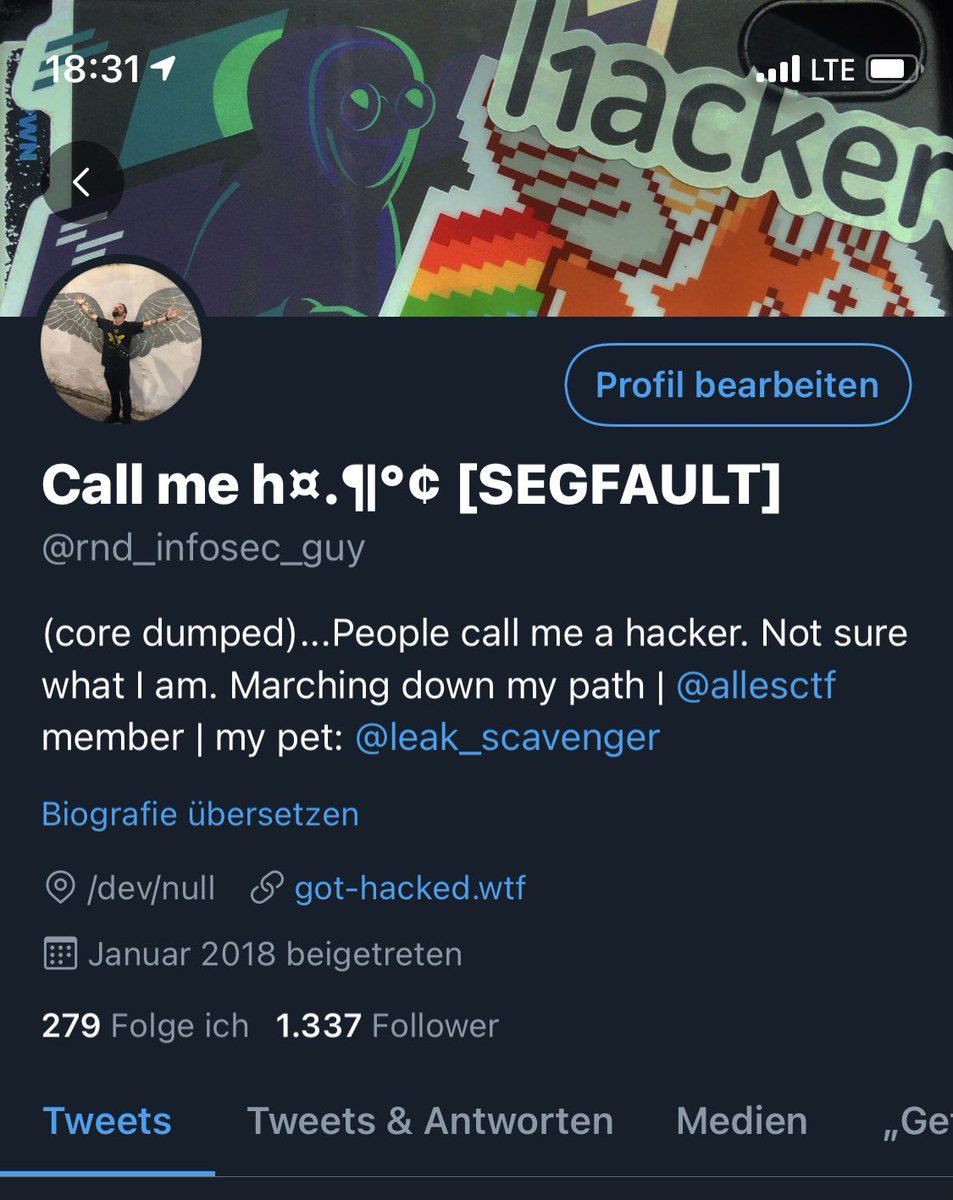 18:31
LTE
hacker
Profil bearbeiten
Call me h¤.¶°¢ [SEGFAULT]
@rnd_infosec_guy
(core dumped)...People call me a hacker. Not sure
what I am. Marching down my path | @allesctf
member | my pet: @leak_scavenger
Biografie übersetzen
/dev/null got-hacked.wtf
Januar 2018 beigetreten
279 Folge ich 1.337 Follower
Tweets Tweets & Antworten Medien